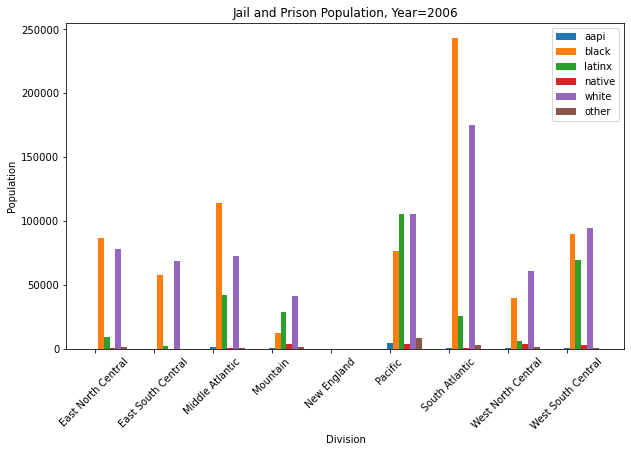 Jail and Prison Population, Year=2006
250000
200000
150000
100000
50000
0
Population
aapi
black
latinx
native
white
other
East North Central
East South Central
Middle Atlantic
Mountain
New England
Pacific
South Atlantic
West North Central
West South Central
Division